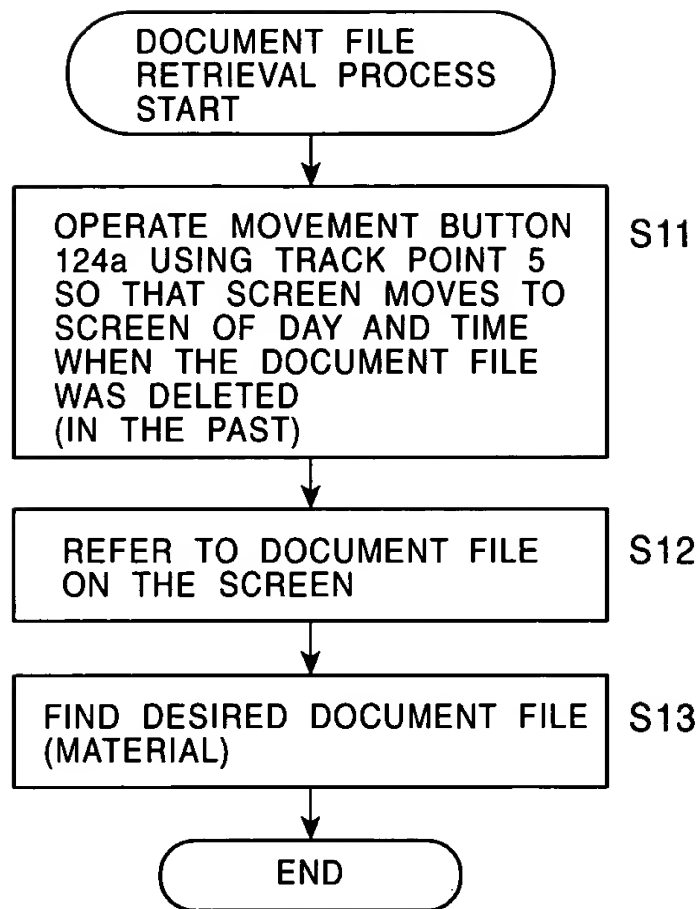 DOCUMENT FILE
RETRIEVAL PROCESS
START
OPERATE MOVEMENT BUTTON
124a USING TRACK POINT 5
SO THAT SCREEN MOVES TO
SCREEN OF DAY AND TIME
WHEN THE DOCUMENT FILE
WAS DELETED
(IN THE PAST)
S11
REFER TO DOCUMENT FILE
ON THE SCREEN
S12
FIND DESIRED DOCUMENT FILE
(MATERIAL)
S13
END